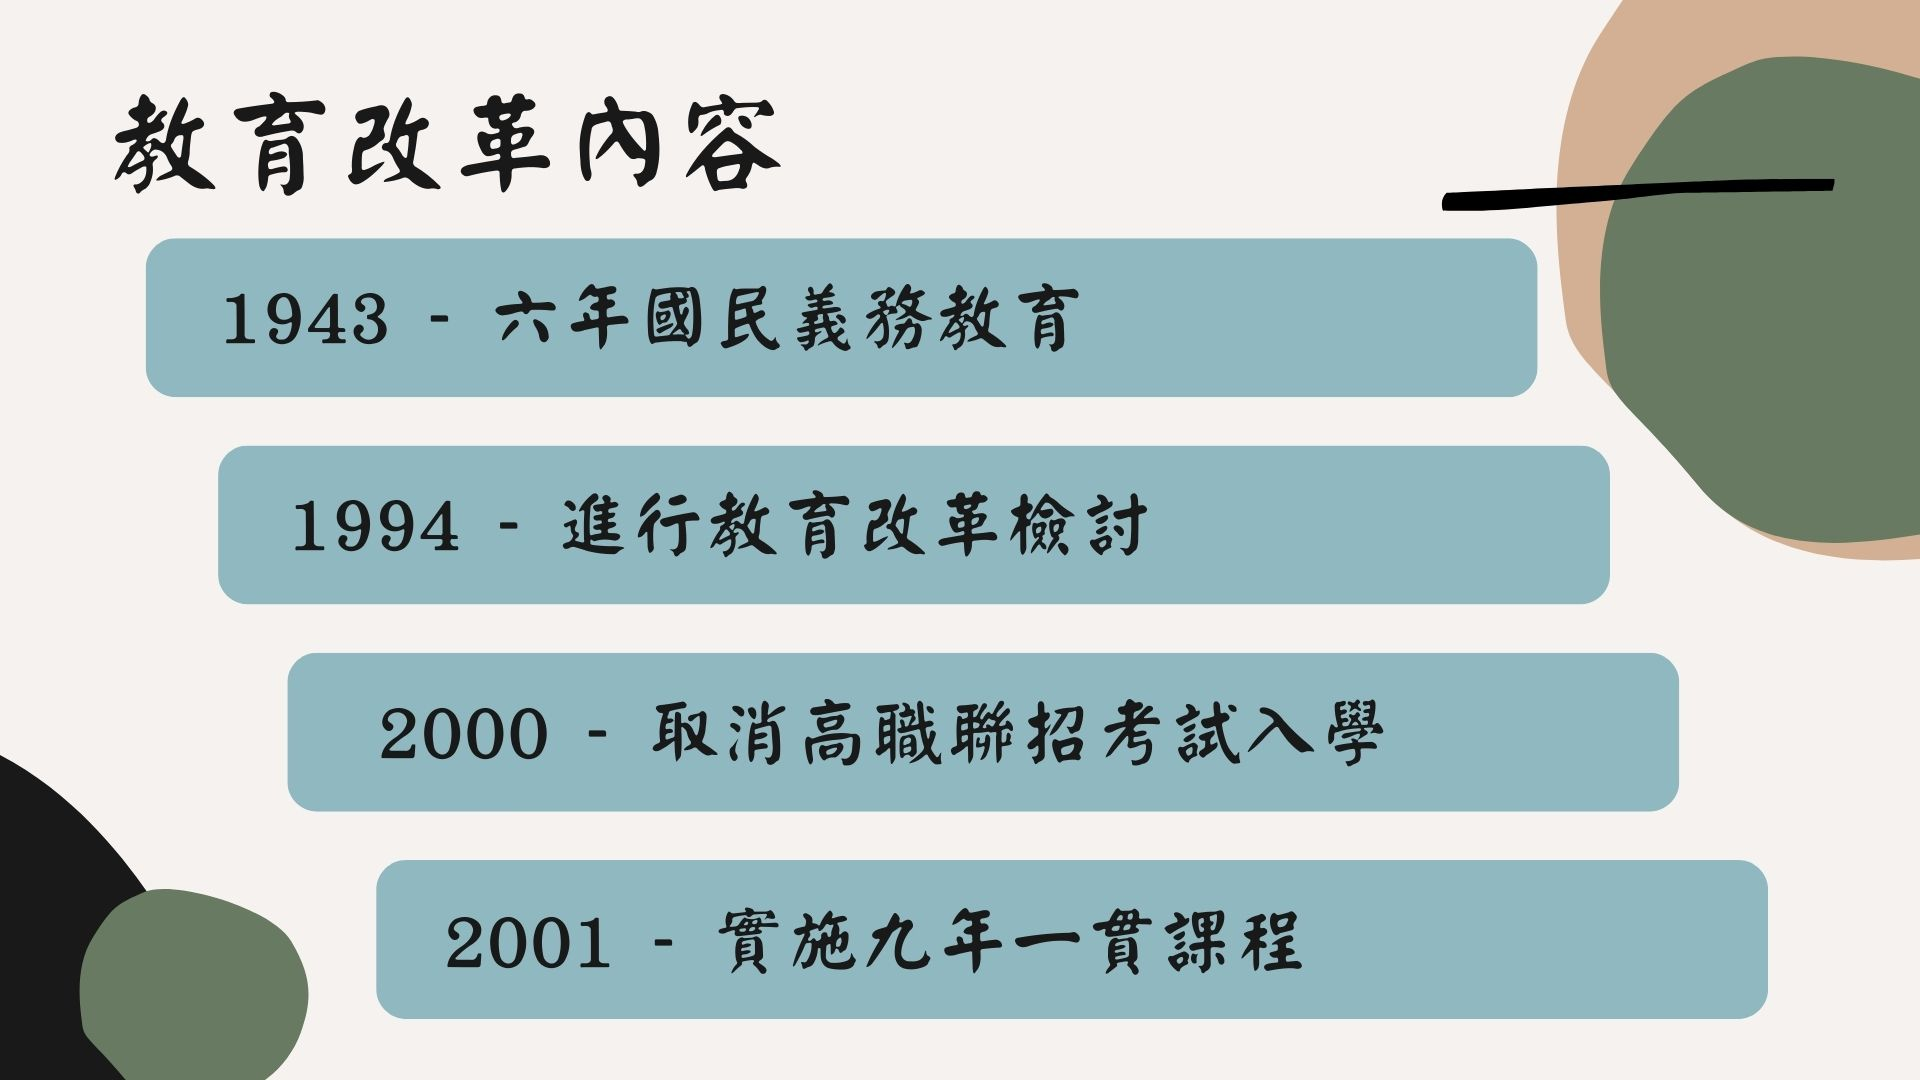 教育改革內容
1943 - 六年國民義務教育
1994 - 進行教育改革檢討
2000 - 取消高職聯招考試入學
2001 - 實施九年一貫課程